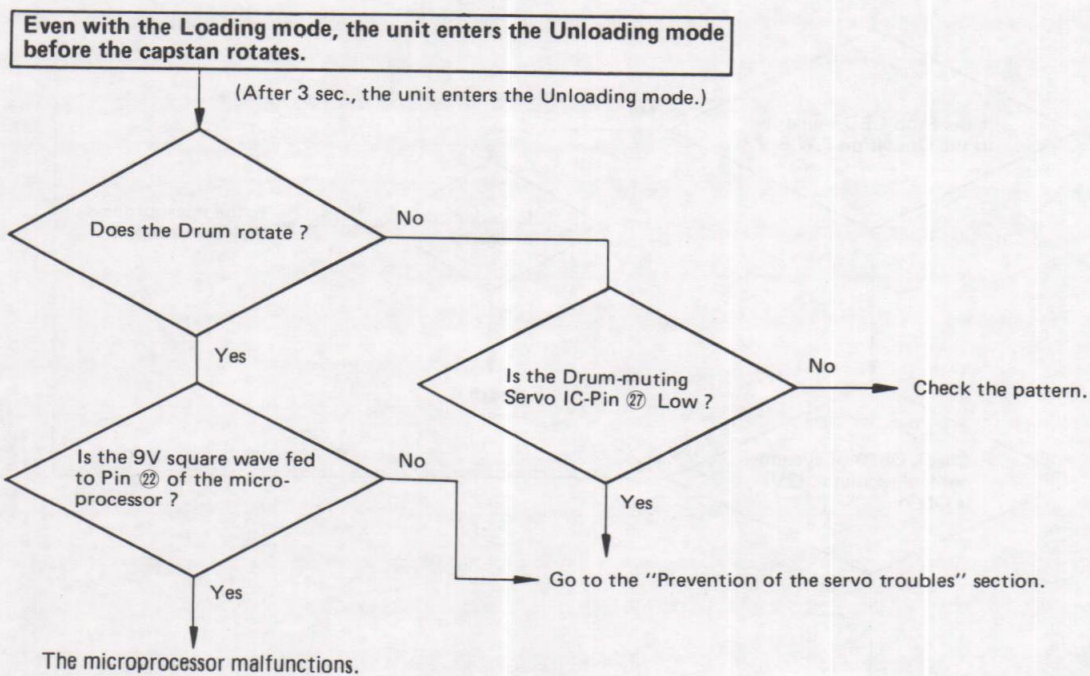 Even with the Loading mode, the unit enters the Unloading mode
before the capstan rotates.
(After 3 sec., the unit enters the Unloading mode.)
Does the Drum rotate ?
No
Yes
Is the Drum-muting
Servo IC-Pin ㉗ Low ?
No
Check the pattern.
Is the 9V square wave fed
to Pin ㉒ of the micro-
processor ?
No
Yes
Go to the "Prevention of the servo troubles" section.
Yes
The microprocessor malfunctions.